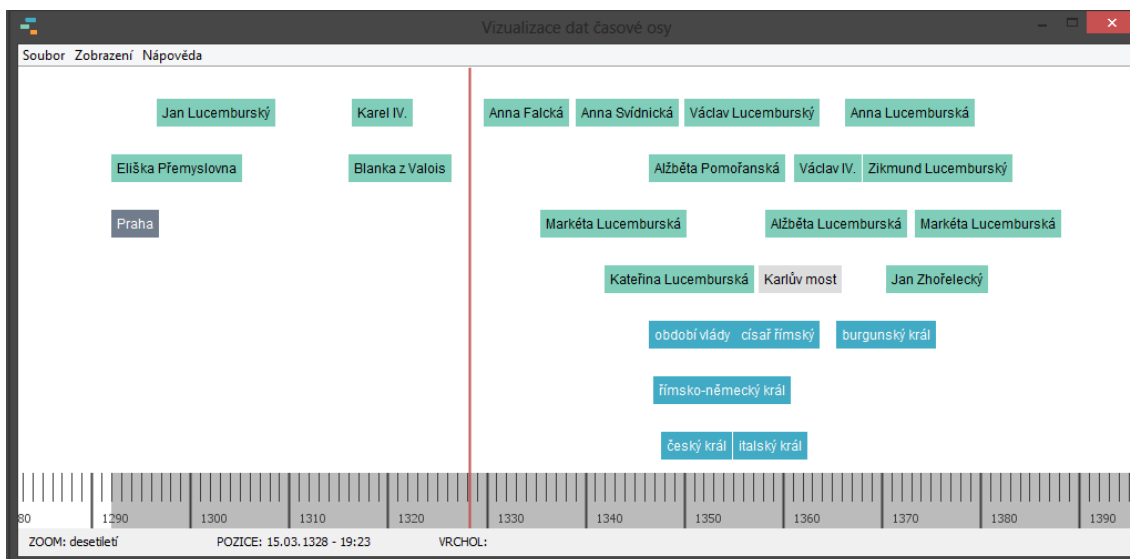 Vizualizace dat časové osy
Soubor Zobrazení Nápověda
Jan Lucemburský Karel IV. Anna Falcká Anna Svídnická Václav Lucemburský Anna Lucemburská
Eliška Přemyslovna Blanka z Valois Alžběta Pomořanská Václav IV. Zikmund Lucemburský
Praha Markéta Lucemburská Alžběta Lucemburská Markéta Lucemburská
Kateřina Lucemburská Karlův most Jan Zhořelecký
období vlády císař římský burgunský král
římsko-německý král
český král italský král
80 1290 1300 1310 1320 1330 1340 1350 1360 1370 1380 1390
ZOOM: desetiletí POZICE: 15.03.1328 - 19:23 VRCHOL: